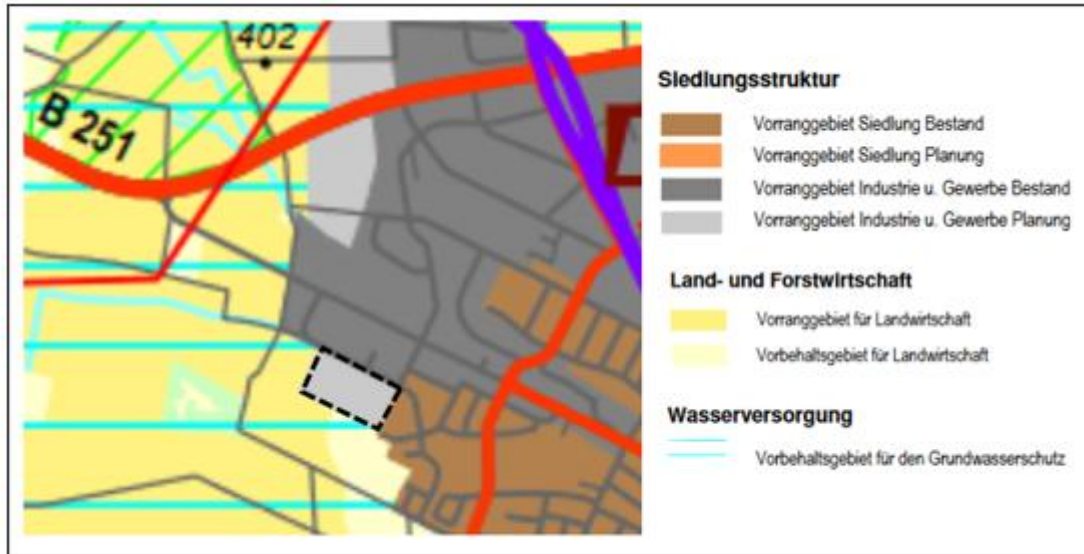 402
B 251
Siedlungsstruktur
Vorranggebiet Siedlung Bestand
Vorranggebiet Siedlung Planung
Vorranggebiet Industrie u. Gewerbe Bestand
Vorranggebiet Industrie u. Gewerbe Planung
Land- und Forstwirtschaft
Vorranggebiet für Landwirtschaft
Vorbehaltsgebiet für Landwirtschaft
Wasserversorgung
Vorbehaltsgebiet für den Grundwasserschutz